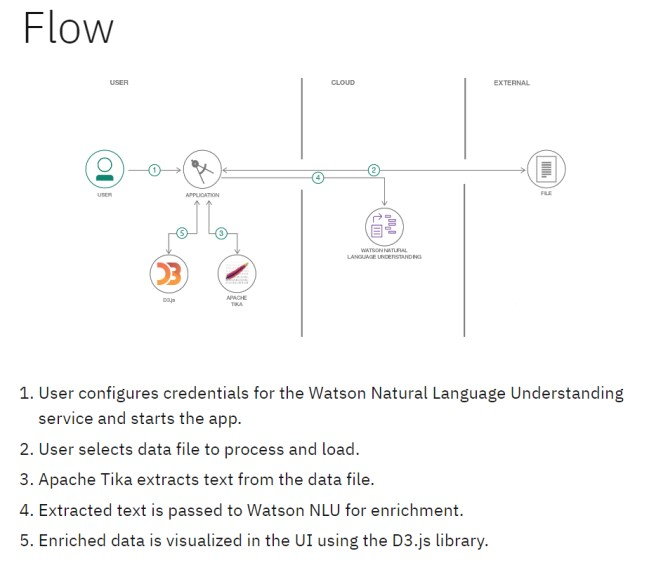 Flow
USER
CLOUD
EXTERNAL
1
2
4
USER
APPLICATION
FILE
5
3
WATSON NATURAL
LANGUAGE UNDERSTANDING
D3
D3.js
APACHE
TIKA
1. User configures credentials for the Watson Natural Language Understanding
service and starts the app.
2. User selects data file to process and load.
3. Apache Tika extracts text from the data file.
4. Extracted text is passed to Watson NLU for enrichment.
5. Enriched data is visualized in the UI using the D3.js library.